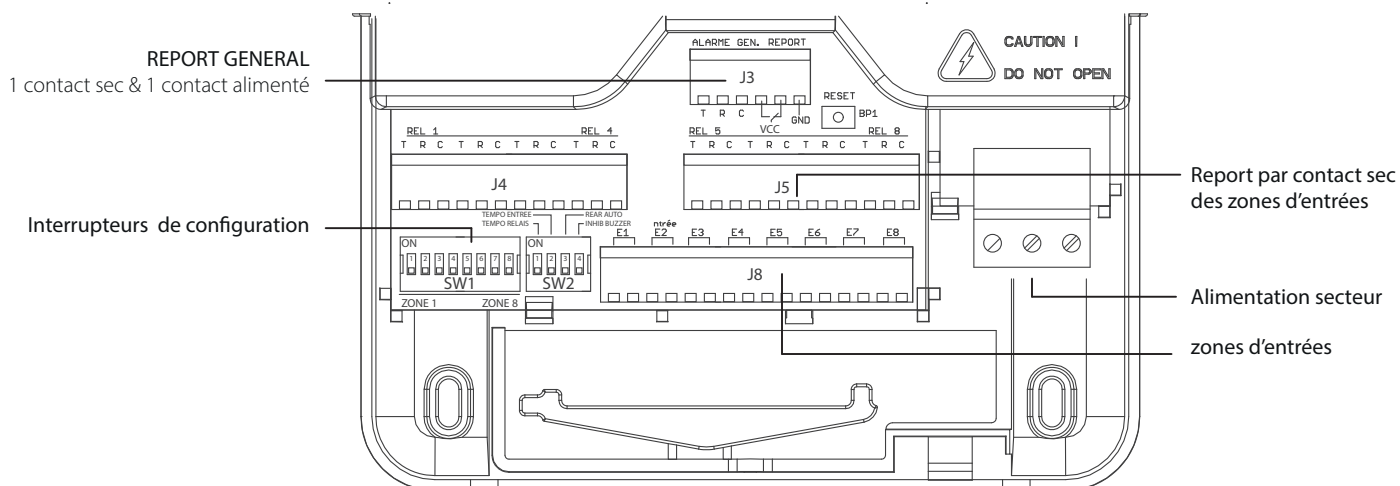 REPORT GENERAL
1 contact sec & 1 contact alimenté
ALARME GEN. REPORT
J3
T R C
VCC
GND
RESET
BP1
CAUTION !
DO NOT OPEN
REL 1 REL 4
T R C T R C T R C T R C
J4
REL 5 REL 8
T R C T R C T R C T R C
J5
Report par contact sec
des zones d'entrées
Interrupteurs de configuration
TEMPO ENTREE
TEMPO RELAIS
REAR AUTO
INHIB BUZZER
ntrée
E1 E2 E3 E4 E5 E6 E7 E8
ON
1 2 3 4 5 6 7 8
SW1
ZONE 1 ZONE 8
ON
1 2 3 4
SW2
J8
Alimentation secteur
zones d'entrées